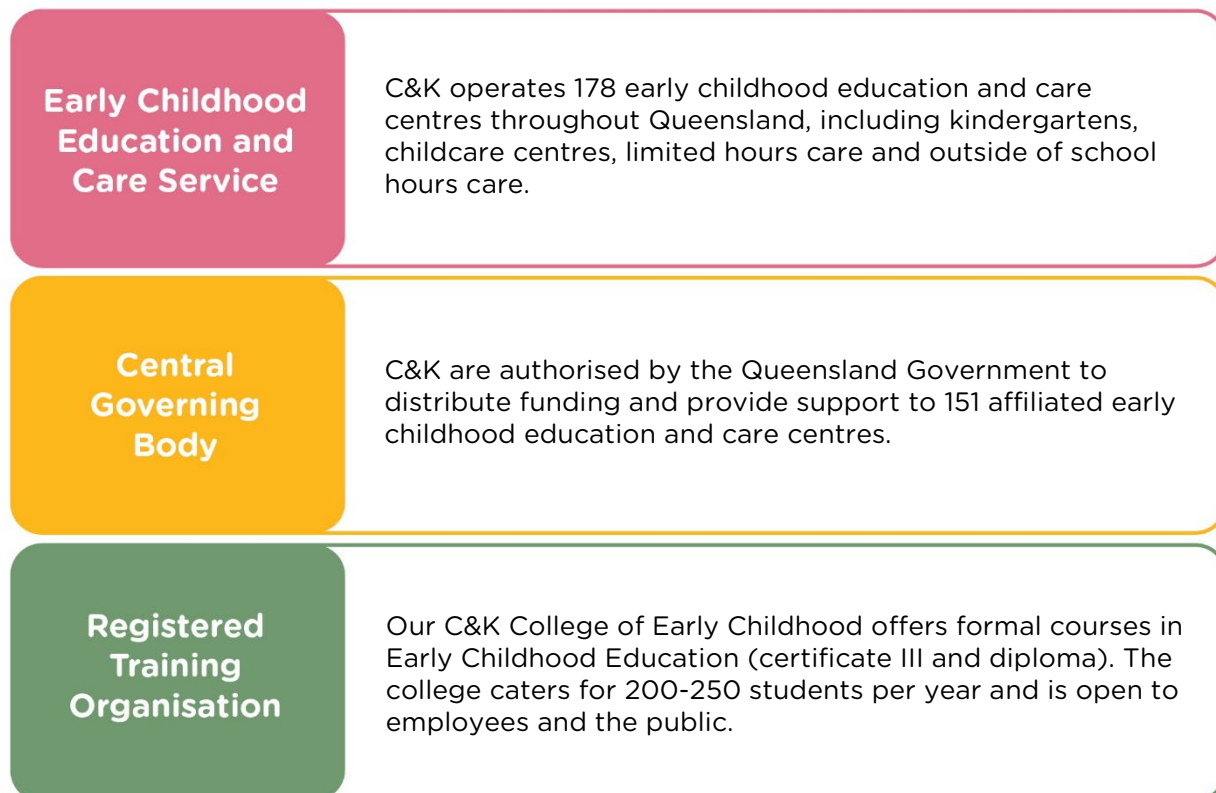 Early Childhood
Education and
Care Service
C&K operates 178 early childhood education and care
centres throughout Queensland, including kindergartens,
childcare centres, limited hours care and outside of school
hours care.
Central
Governing
Body
C&K are authorised by the Queensland Government to
distribute funding and provide support to 151 affiliated early
childhood education and care centres.
Registered
Training
Organisation
Our C&K College of Early Childhood offers formal courses in
Early Childhood Education (certificate III and diploma). The
college caters for 200-250 students per year and is open to
employees and the public.